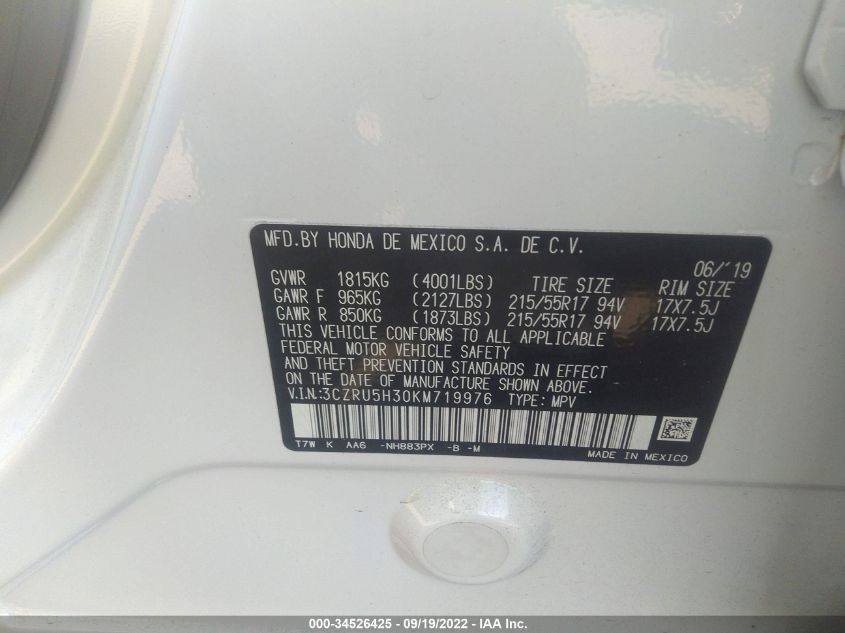 MFD.BY HONDA DE MEXICO S.A. DE C.V.
06/'19
GVWR 1815KG (4001LBS) TIRE SIZE RIM SIZE
GAWR F 965KG (2127LBS) 215/55R17 94V 17X7.5J
GAWR R 850KG (1873LBS) 215/55R17 94V 17X7.5J
THIS VEHICLE CONFORMS TO ALL APPLICABLE
FEDERAL MOTOR VEHICLE SAFETY
AND THEFT PREVENTION STANDARDS IN EFFECT
ON THE DATE OF MANUFACTURE SHOWN ABOVE.
V.I.N:3CZRU5H30KM719976 TYPE: MPV
T7W K AA6 -NH883PX -B -M
MADE IN MEXICO
000-34526425 - 09/19/2022 - IAA Inc.